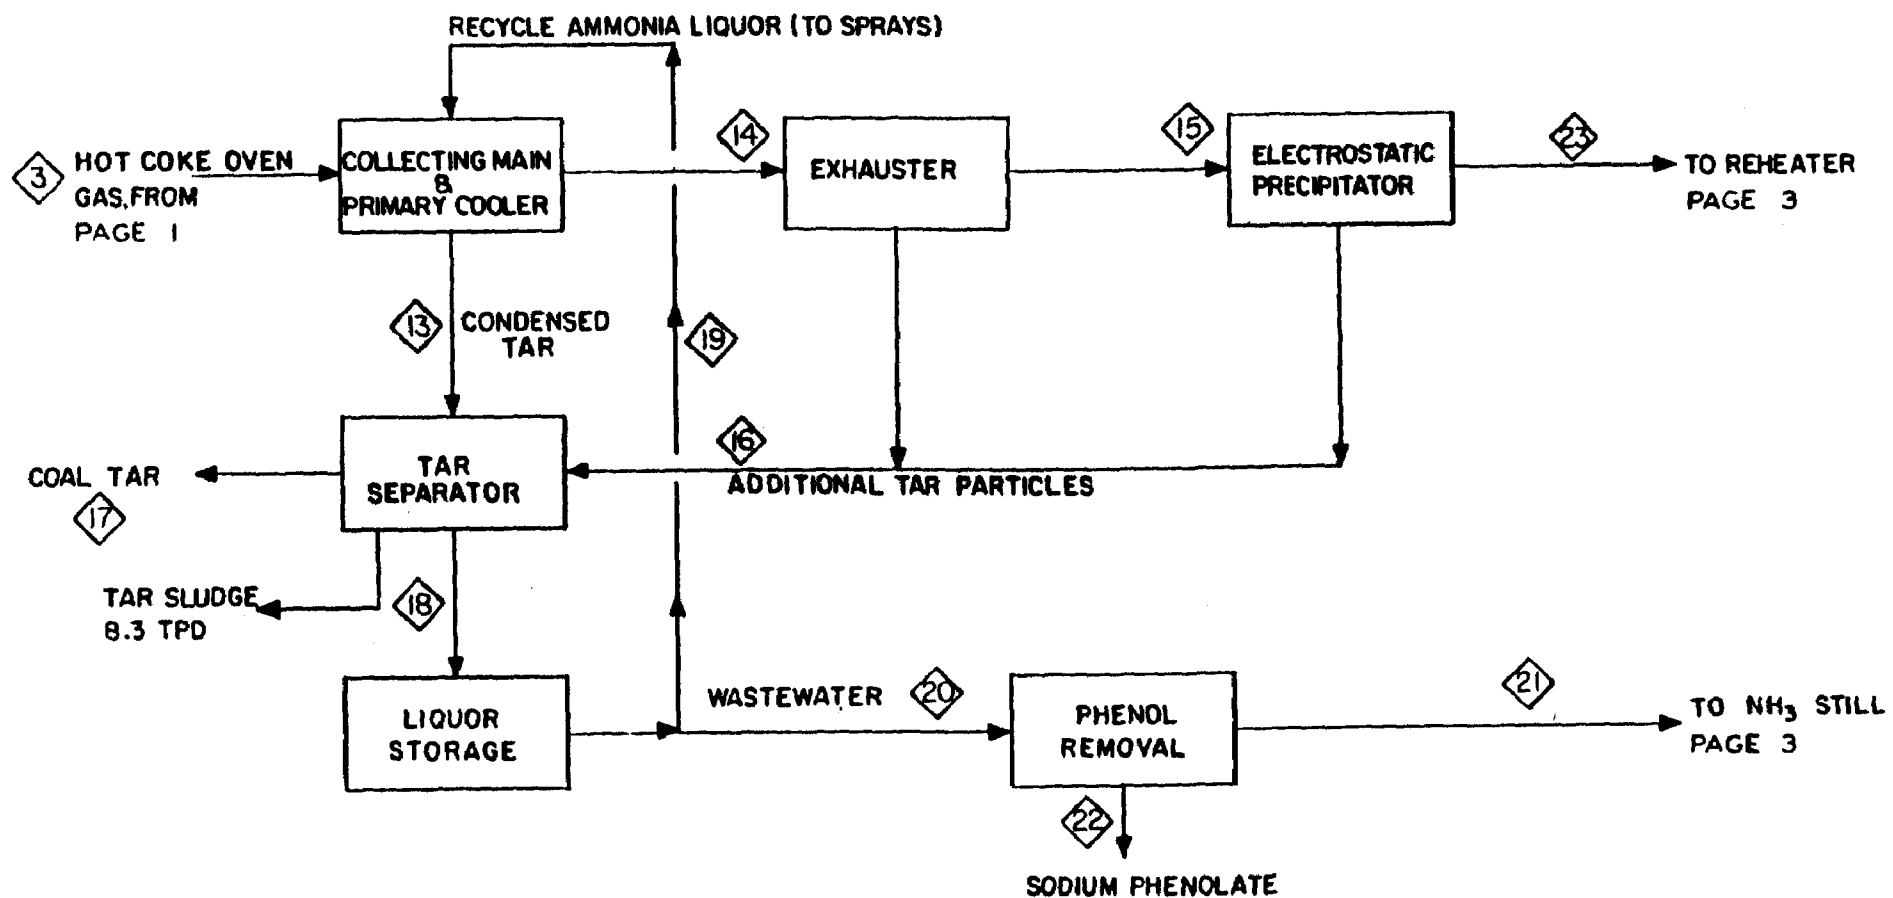 RECYCLE AMMONIA LIQUOR (TO SPRAYS)
3
HOT COKE OVEN
GAS, FROM
PAGE 1
COLLECTING MAIN
&
PRIMARY COOLER
14
EXHAUSTER
15
ELECTROSTATIC
PRECIPITATOR
23
TO REHEATER
PAGE 3
13
CONDENSED
TAR
19
COAL TAR
17
TAR
SEPARATOR
16
ADDITIONAL TAR PARTICLES
TAR SLUDGE
8.3 TPD
18
LIQUOR
STORAGE
WASTEWATER
20
PHENOL
REMOVAL
21
TO NH₃ STILL
PAGE 3
22
SODIUM PHENOLATE